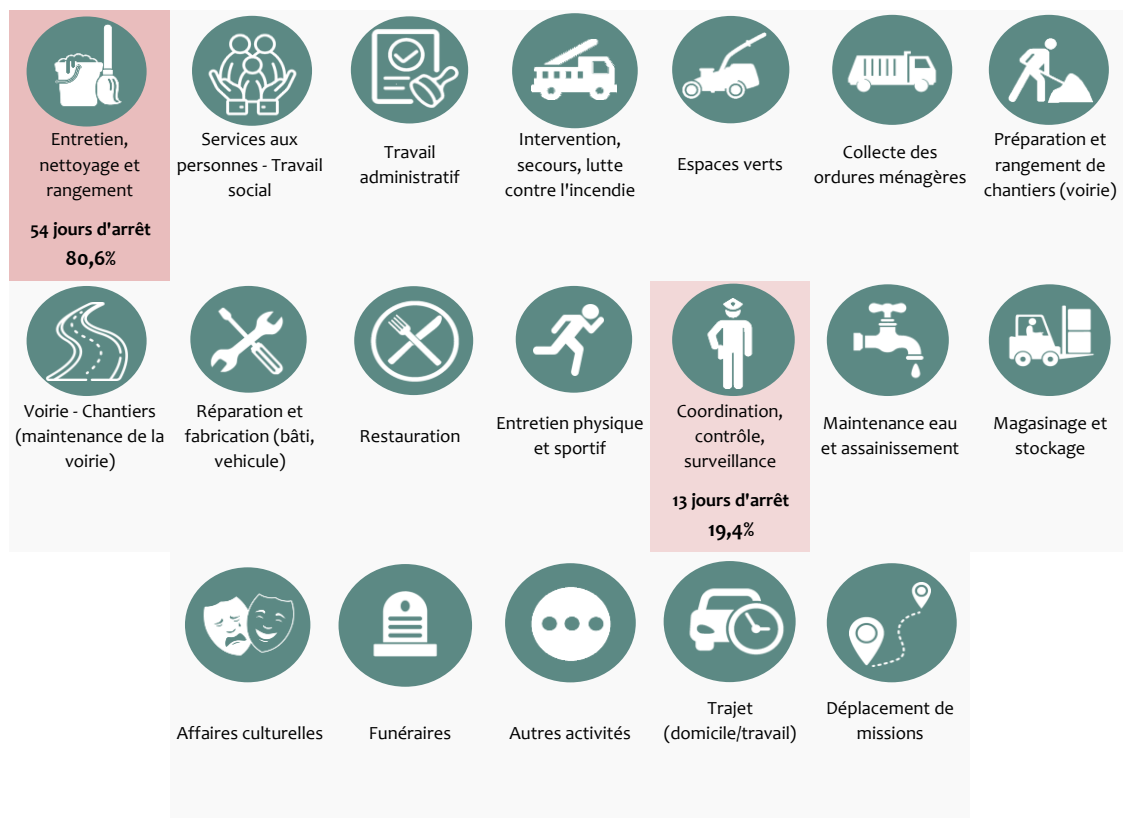 Entretien,
nettoyage et
rangement
54 jours d'arrêt
80,6%
Services aux
personnes - Travail
social
Travail
administratif
Intervention,
secours, lutte
contre l'incendie
Espaces verts
Collecte des
ordures ménagères
Préparation et
rangement de
chantiers (voirie)
Voirie - Chantiers
(maintenance de la
voirie)
Réparation et
fabrication (bâti,
vehicule)
Restauration
Entretien physique
et sportif
Coordination,
contrôle,
surveillance
13 jours d'arrêt
19,4%
Maintenance eau
et assainissement
Magasinage et
stockage
Affaires culturelles
Funéraires
Autres activités
Trajet
(domicile/travail)
Déplacement de
missions